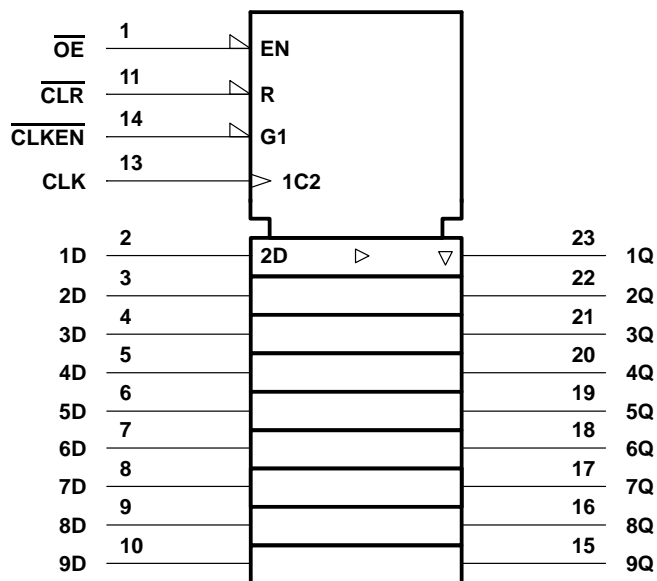 OE 1 EN
CLR 11 R
CLKEN 14 G1
CLK 13 1C2
1D 2 2D 23 1Q
2D 3 22 2Q
3D 4 21 3Q
4D 5 20 4Q
5D 6 19 5Q
6D 7 18 6Q
7D 8 17 7Q
8D 9 16 8Q
9D 10 15 9Q